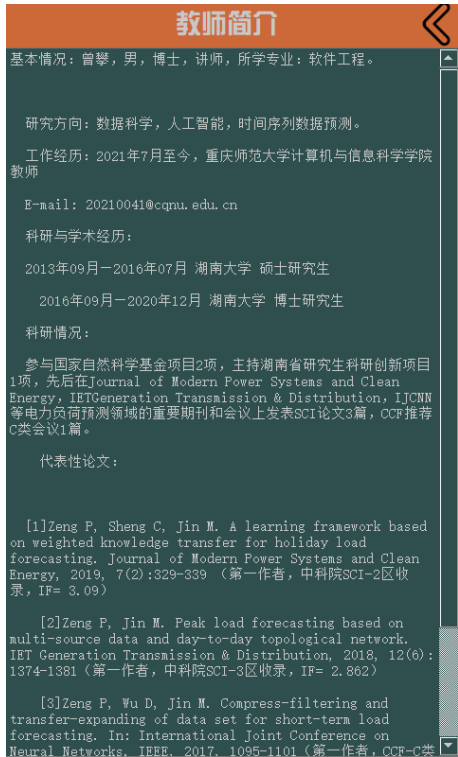 教师简介
基本情况：曾攀，男，博士，讲师，所学专业：软件工程。
研究方向：数据科学，人工智能，时间序列数据预测。
工作经历：2021年7月至今，重庆师范大学计算机与信息科学学院
教师
E-mail: 20210041@cqnu.edu.cn
科研与学术经历：
2013年09月—2016年07月 湖南大学 硕士研究生
2016年09月—2020年12月 湖南大学 博士研究生
科研情况：
参与国家自然科学基金项目2项，主持湖南省研究生科研创新项目
1项，先后在Journal of Modern Power Systems and Clean
Energy，IETGeneration Transmission & Distribution，IJCNN
等电力负荷预测领域的重要期刊和会议上发表SCI论文3篇，CCF推荐
C类会议1篇。
代表性论文：
[1]Zeng P, Sheng C, Jin M. A learning framework based
on weighted knowledge transfer for holiday load
forecasting. Journal of Modern Power Systems and Clean
Energy, 2019, 7(2):329-339 （第一作者，中科院SCI-2区收
录，IF= 3.09）
[2]Zeng P, Jin M. Peak load forecasting based on
multi-source data and day-to-day topological network.
IET Generation Transmission & Distribution, 2018, 12(6):
1374-1381（第一作者，中科院SCI-3区收录，IF= 2.862）
[3]Zeng P, Wu D, Jin M. Compress-filtering and
transfer-expanding of data set for short-term load
forecasting. In: International Joint Conference on
Neural Networks. IEEE, 2017, 1095-1101（第一作者，CCF-C类